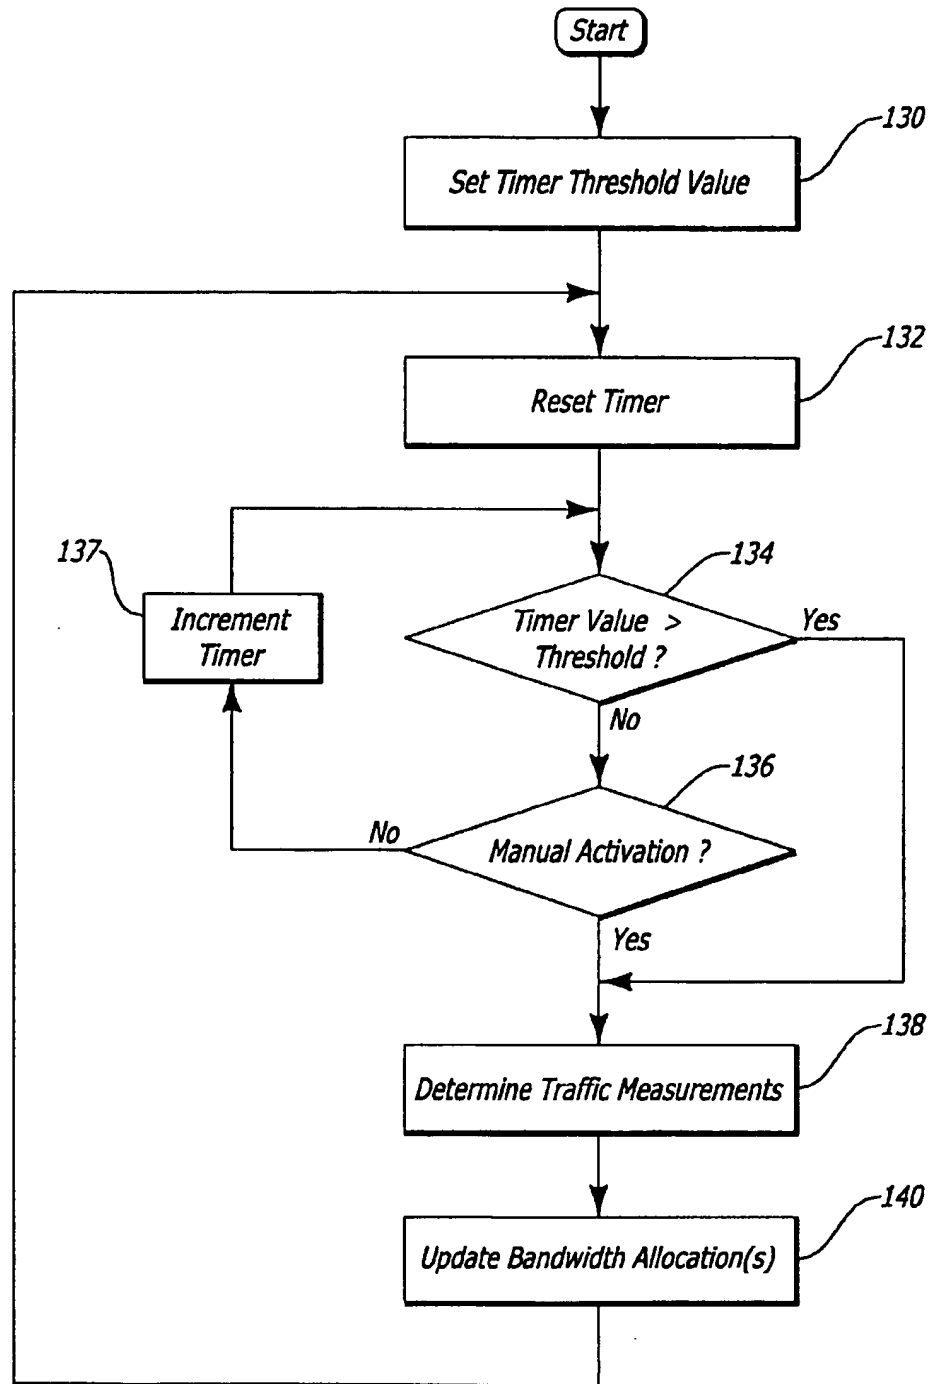 Start
130
Set Timer Threshold Value
132
Reset Timer
137
134
Increment
Timer
Timer Value >
Threshold ?
Yes
No
136
No
Manual Activation ?
Yes
138
Determine Traffic Measurements
140
Update Bandwidth Allocation(s)